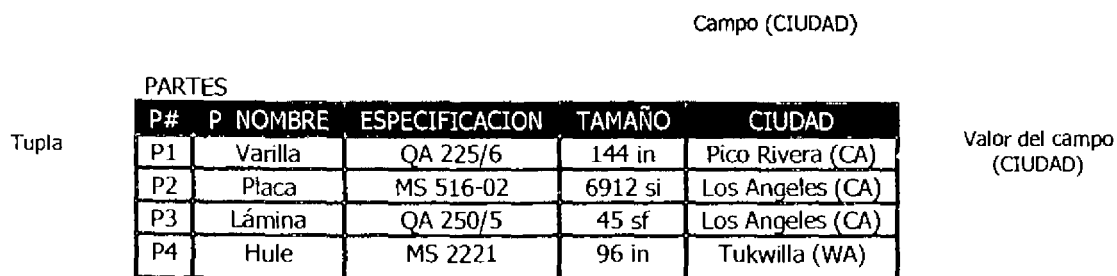 Campo (CIUDAD)
PARTES
P# P NOMBRE ESPECIFICACION TAMAÑO CIUDAD
Tupla
Valor del campo
(CIUDAD)
P1 Varilla QA 225/6 144 in Pico Rivera (CA)
P2 Placa MS 516-02 6912 si Los Angeles (CA)
P3 Lámina QA 250/5 45 sf Los Angeles (CA)
P4 Hule MS 2221 96 in Tukwilla (WA)